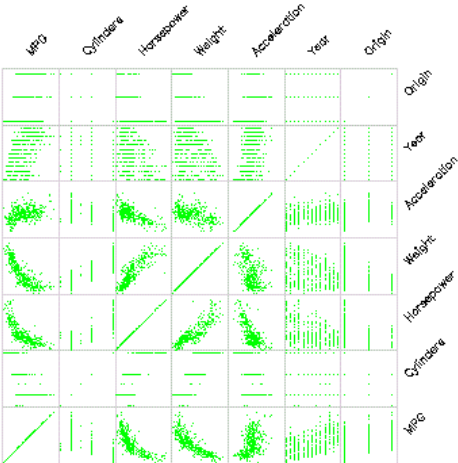 MPG
Cylinders
Horsepower
Weight
Acceleration
Year
Origin
Origin
Year
Acceleration
Weight
Horsepower
Cylinders
MPG